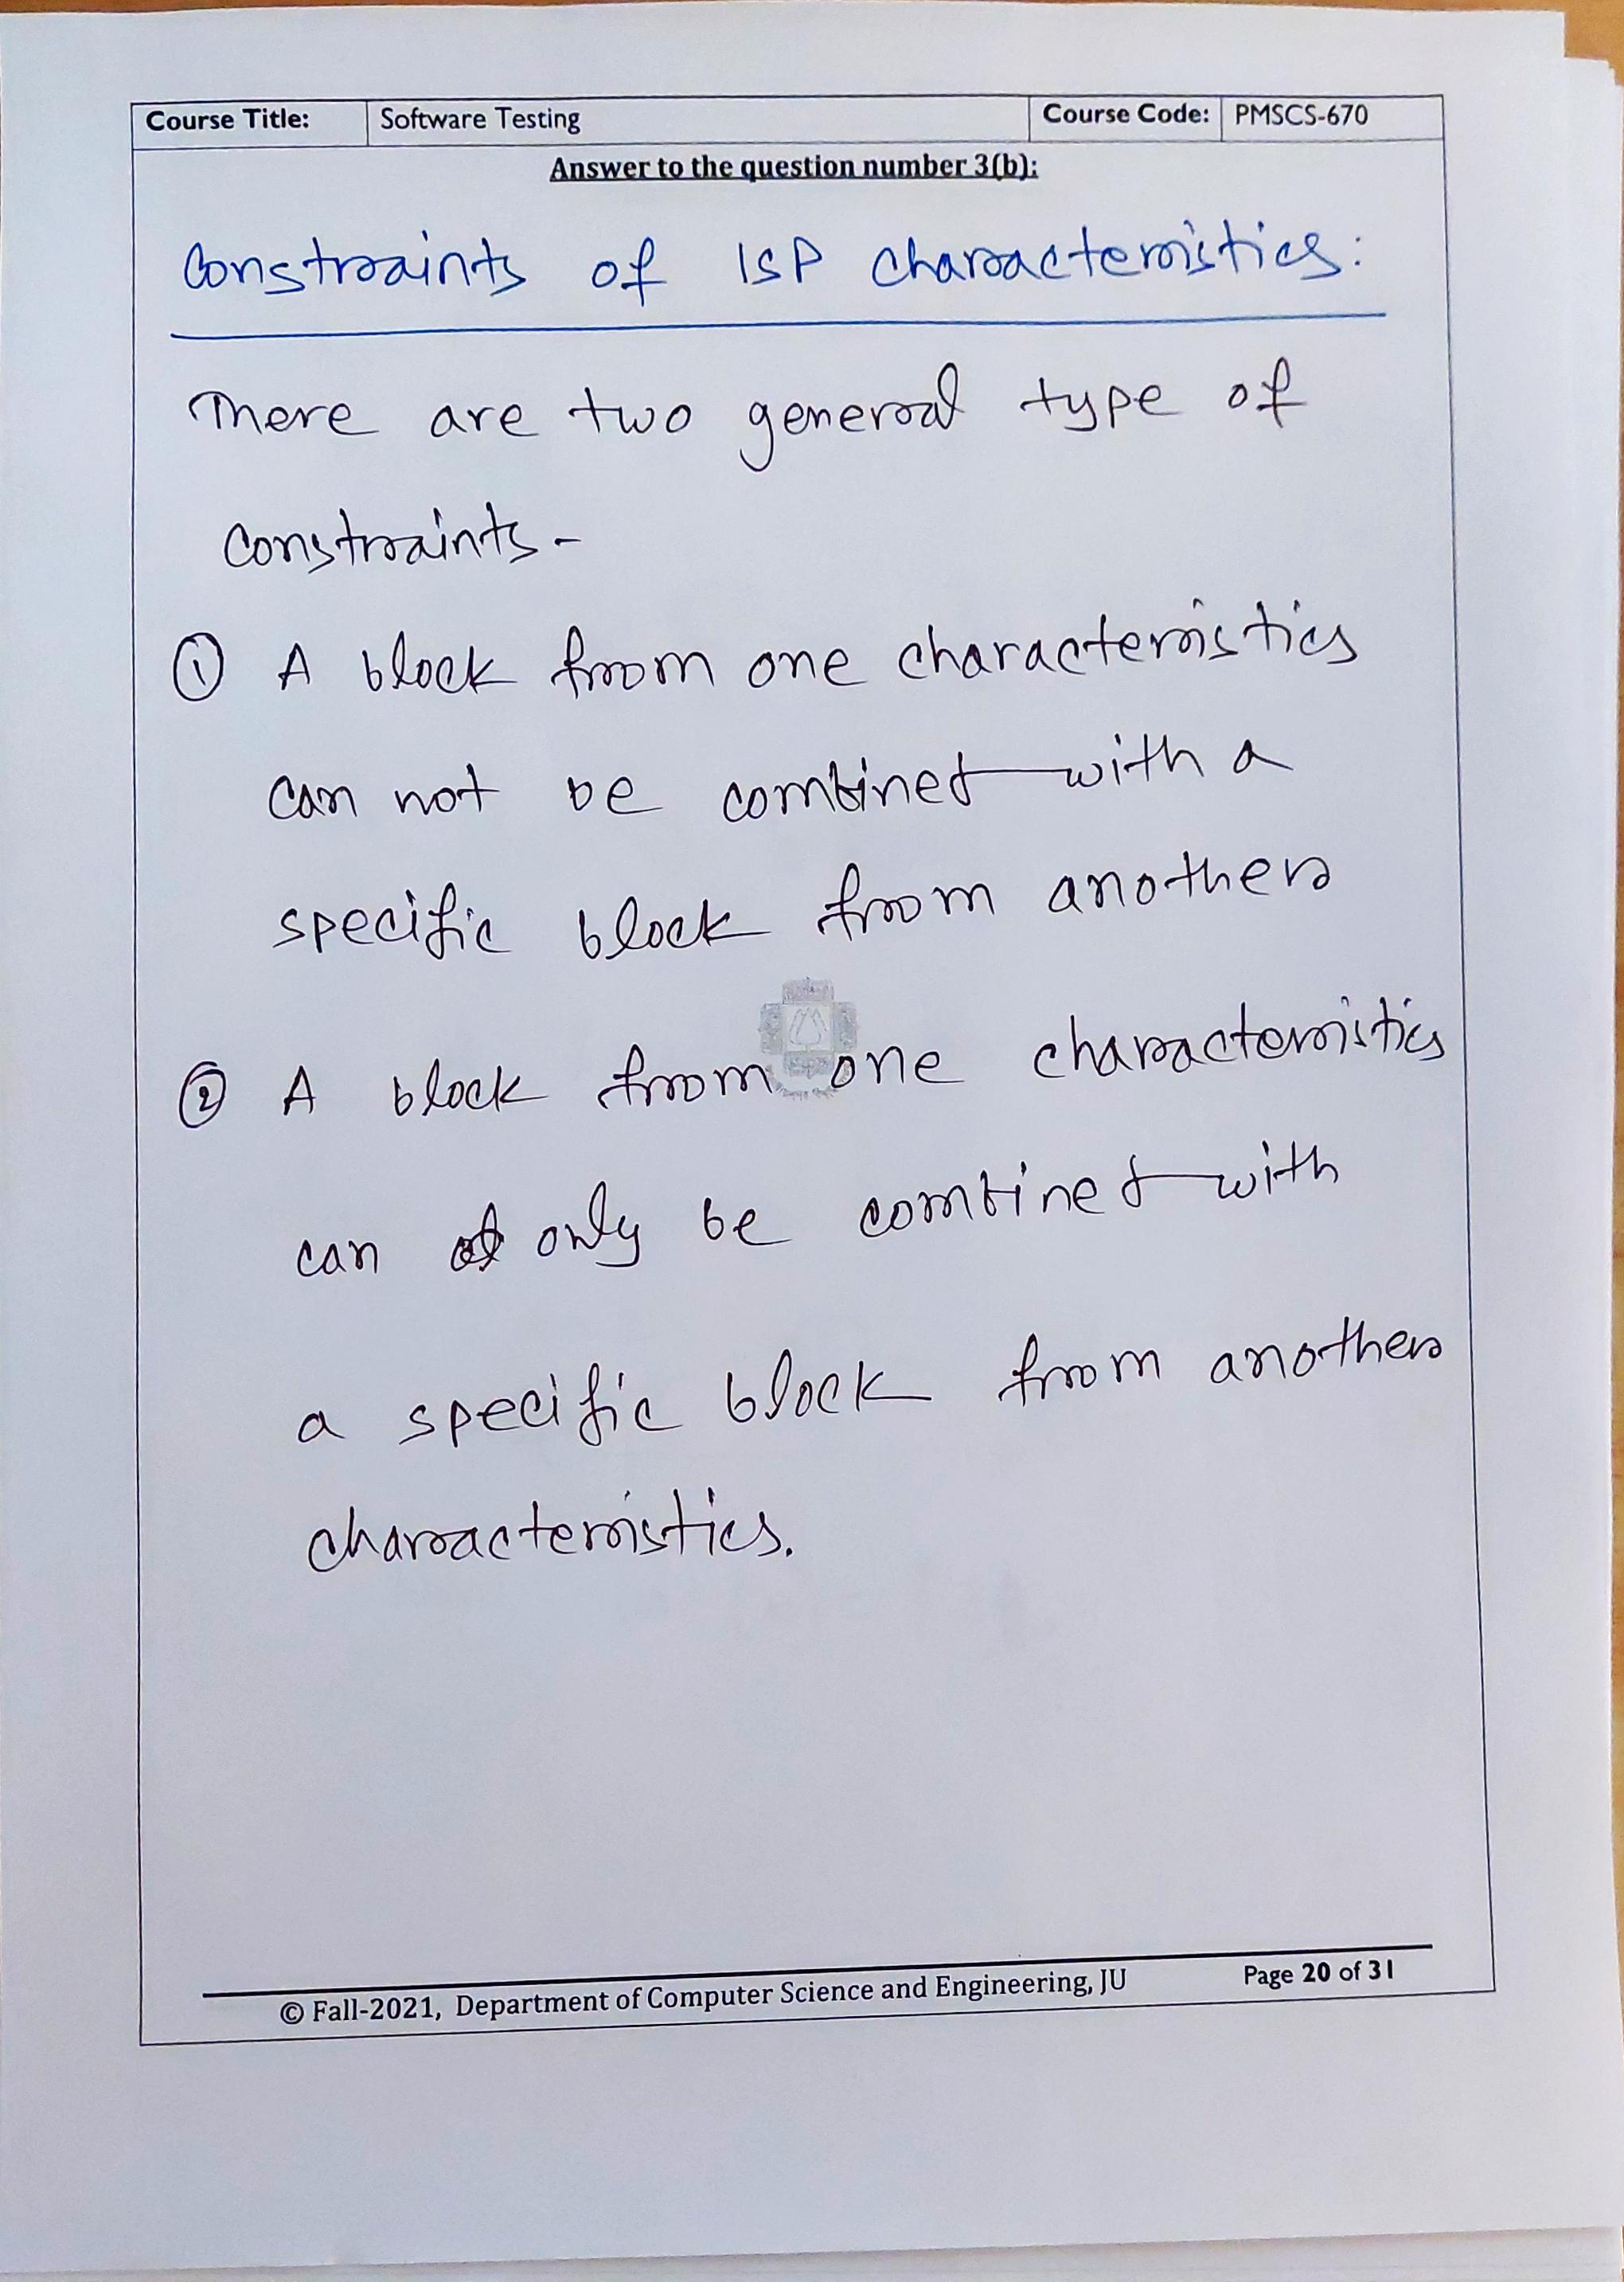 Course Title: Software Testing Course Code: PMSCS-670
Answer to the question number 3(b):
Constraints of ISP characteristics:
There are two general type of
constraints-
① A block from one characteristics
can not be combined with a
specific block from another
② A block from one characteristics
can only be combined with
a specific block from another
characteristics.
© Fall-2021, Department of Computer Science and Engineering, JU Page 20 of 31